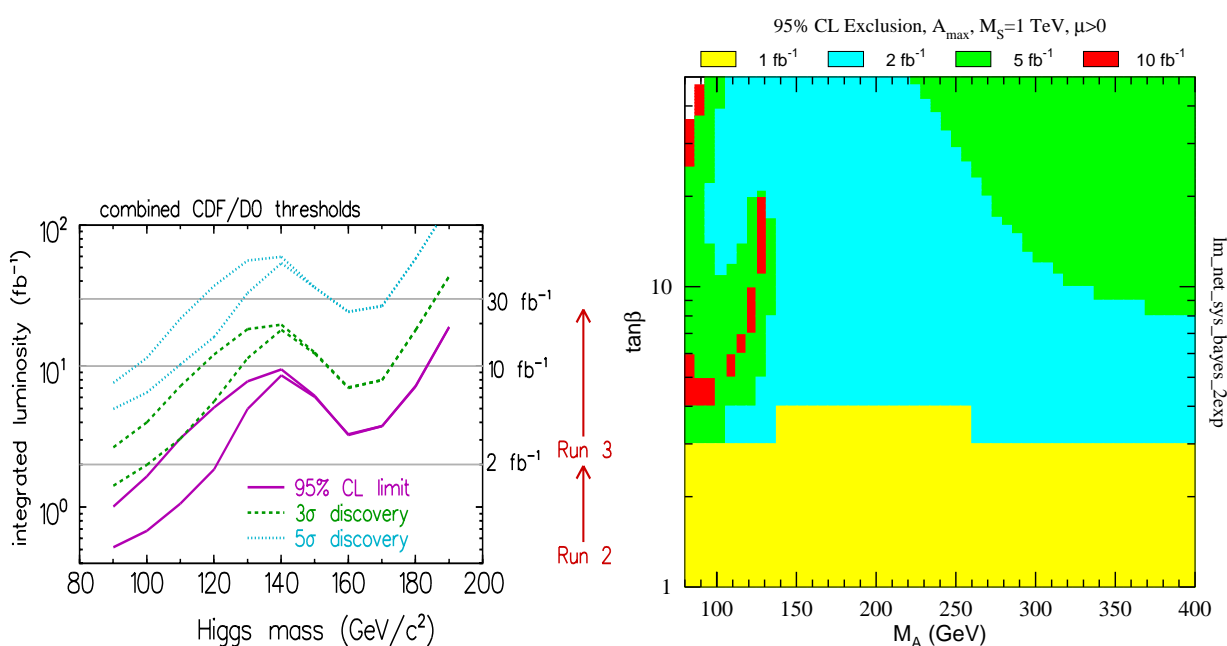 combined CDF/D0 thresholds
integrated luminosity (fb⁻¹)
10²
10¹
10⁰
30 fb⁻¹
10 fb⁻¹
2 fb⁻¹
95% CL limit
3σ discovery
5σ discovery
80 100 120 140 160 180 200
Higgs mass (GeV/c²)
Run 3
Run 2
95% CL Exclusion, A_max, M_S=1 TeV, μ>0
1 fb⁻¹ 2 fb⁻¹ 5 fb⁻¹ 10 fb⁻¹
tanβ
10
1
100 150 200 250 300 350 400
M_A (GeV)
lm_net_sys_bayes_2exp